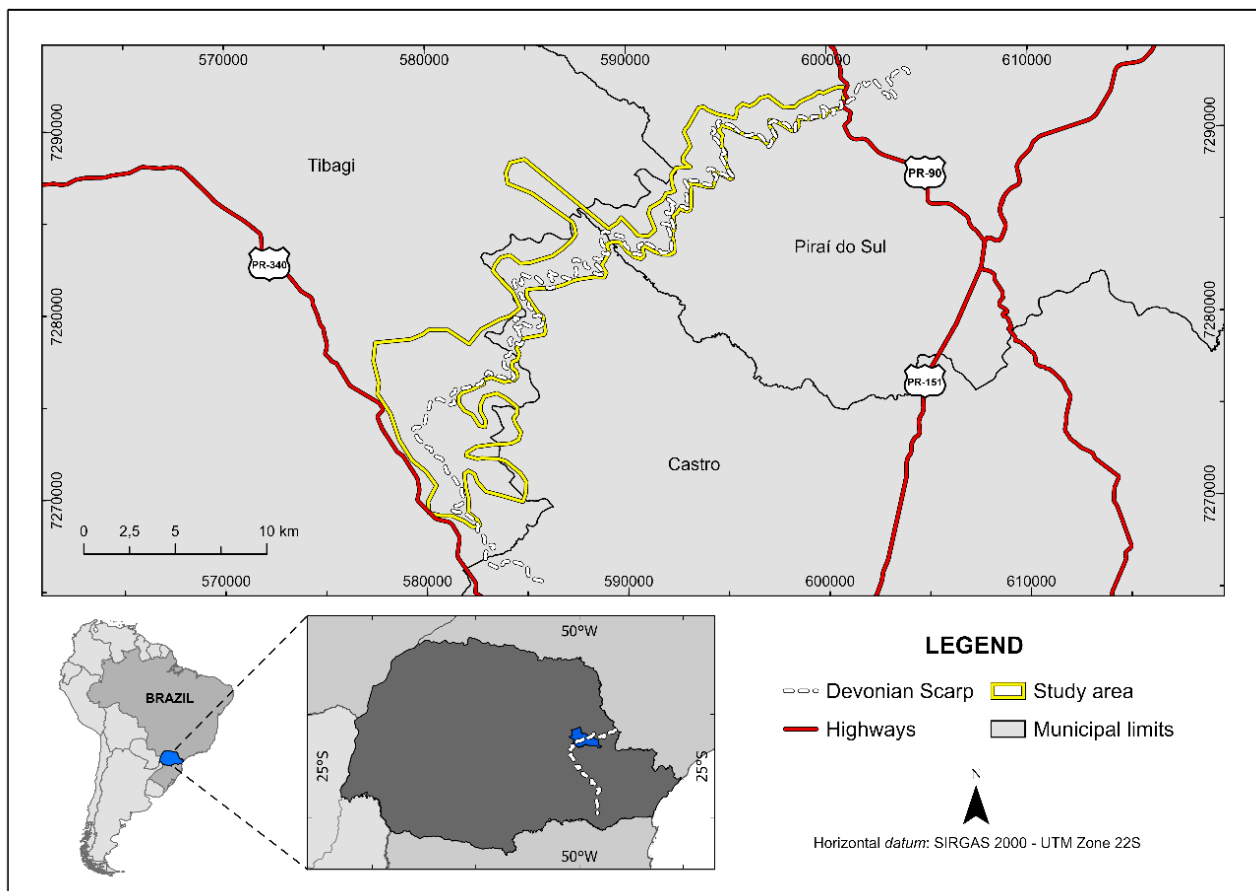 570000
580000
590000
600000
610000
7290000
7290000
Tibagi
PR-90
PR-340
Piraí do Sul
7280000
7280000
PR-151
Castro
7270000
7270000
0 2,5 5 10 km
570000
580000
590000
600000
610000
BRAZIL
50°W
25°S
25°S
50°W
LEGEND
Devonian Scarp
Study area
Highways
Municipal limits
N
Horizontal datum: SIRGAS 2000 - UTM Zone 22S